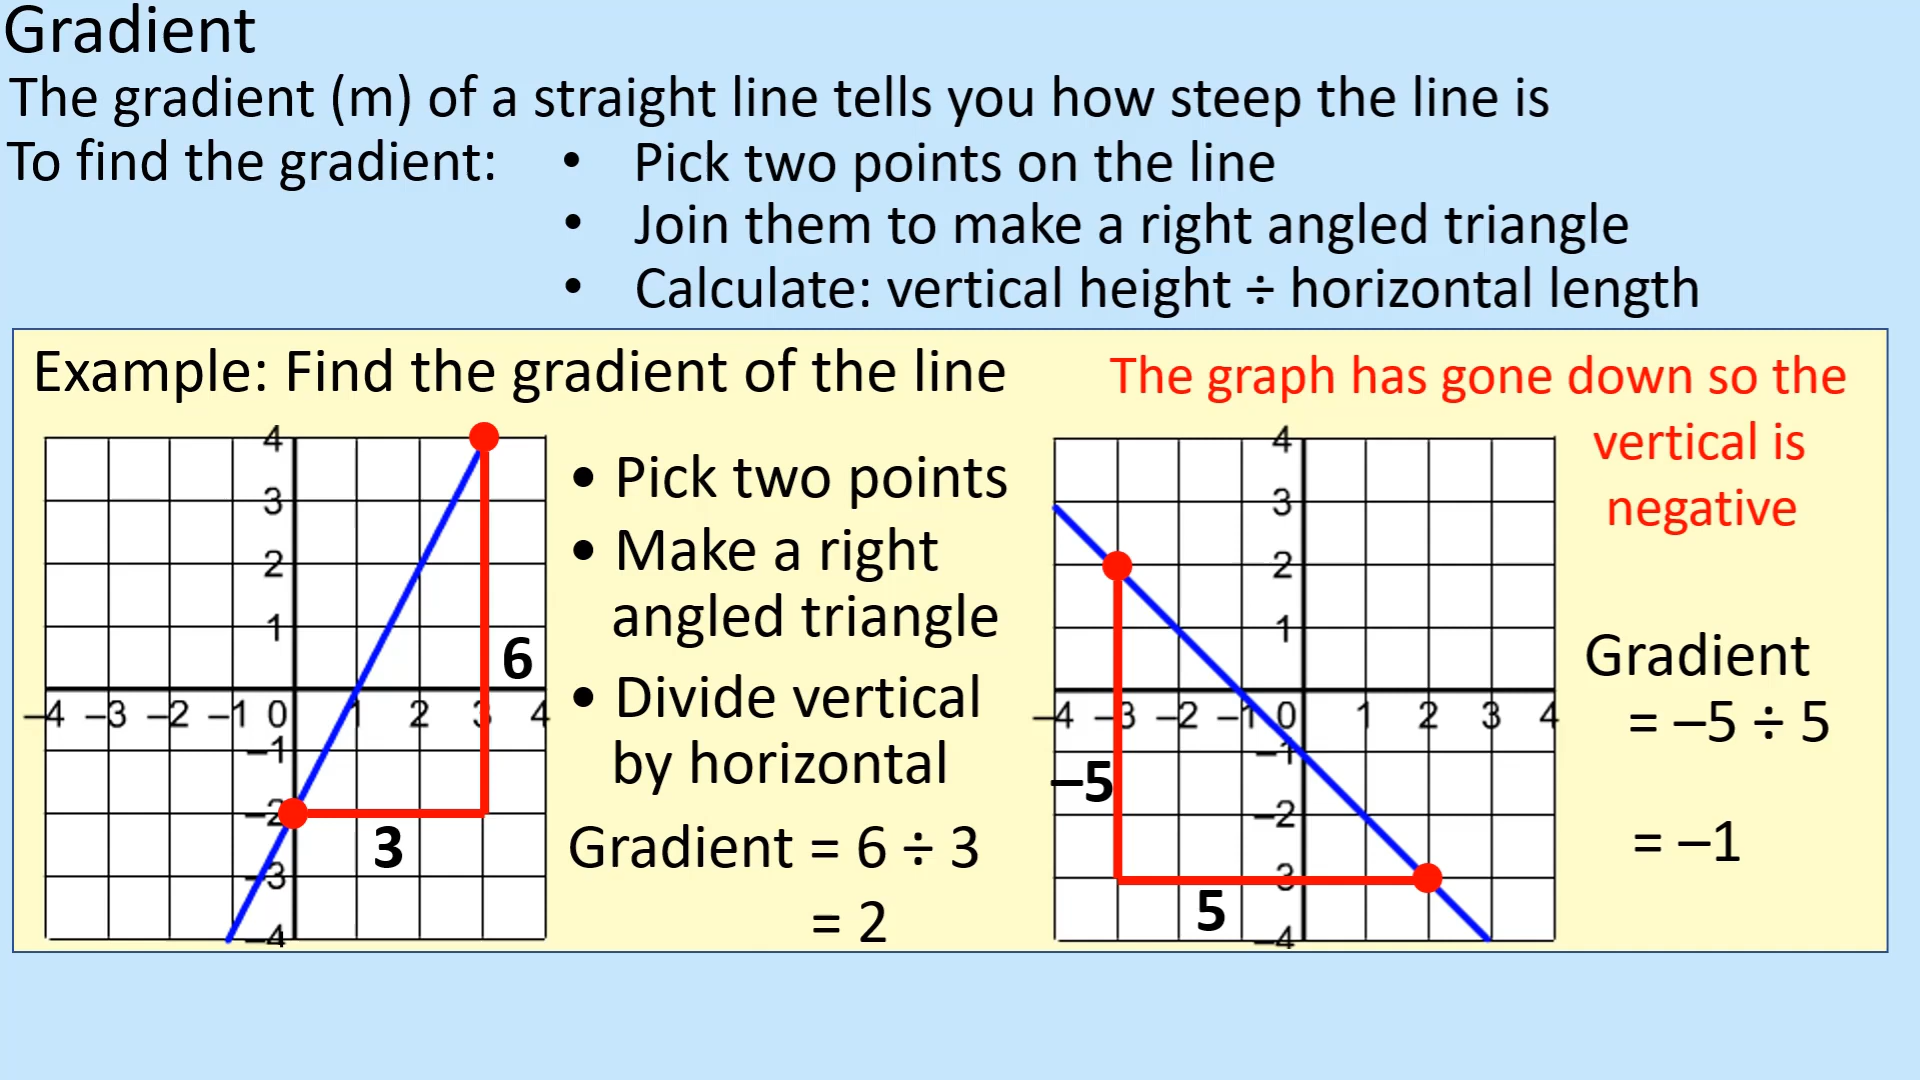 Gradient
The gradient (m) of a straight line tells you how steep the line is
To find the gradient:
• Pick two points on the line
• Join them to make a right angled triangle
• Calculate: vertical height ÷ horizontal length
Example: Find the gradient of the line
4
3
2
1
–4 –3 –2 –1 0 1 2 3 4
–1
–2
–3
–4
6
3
• Pick two points
• Make a right
angled triangle
• Divide vertical
by horizontal
Gradient = 6 ÷ 3
= 2
The graph has gone down so the
vertical is
negative
4
3
2
1
–4 –3 –2 –1 0 1 2 3 4
–1
–2
–3
–4
–5
5
Gradient
= –5 ÷ 5
= –1